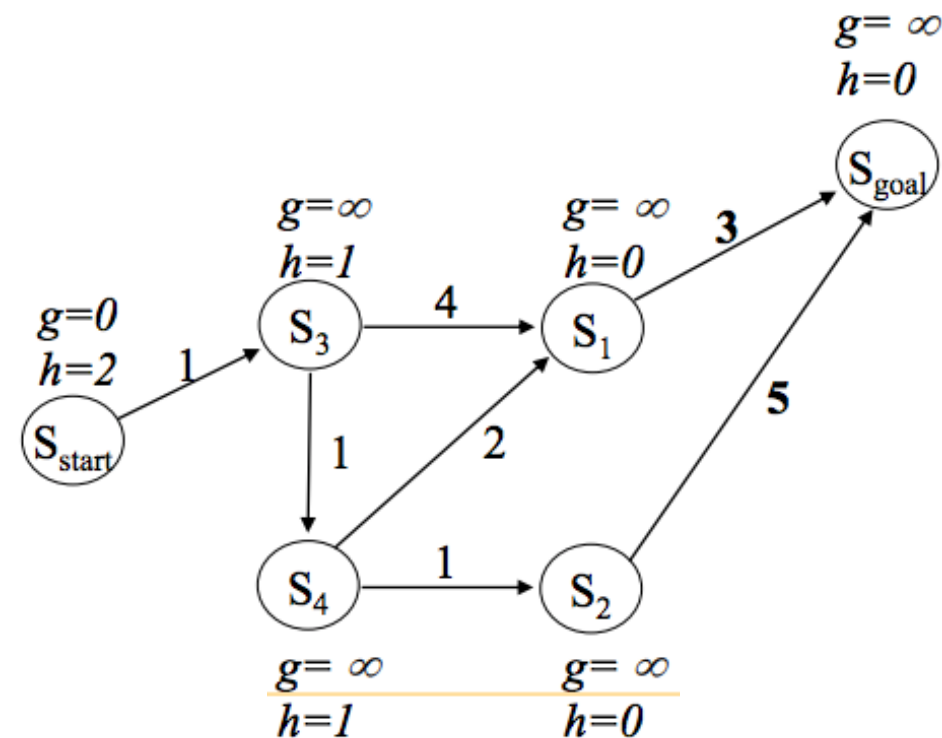 g= ∞
h=0
S_goal
g=∞
h=1
g= ∞
h=0
3
g=0
h=2
1
S_3
4
S_1
S_start
5
1
2
S_4
1
S_2
g= ∞
h=1
g= ∞
h=0